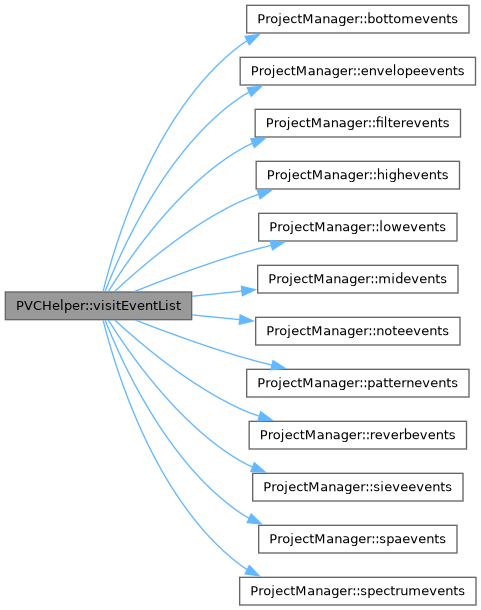 ProjectManager::bottomevents
ProjectManager::envelopeevents
ProjectManager::filterevents
ProjectManager::highevents
ProjectManager::lowevents
ProjectManager::midevents
PVCHelper::visitEventList
ProjectManager::noteevents
ProjectManager::patternevents
ProjectManager::reverbevents
ProjectManager::sieveevents
ProjectManager::spaevents
ProjectManager::spectrumevents